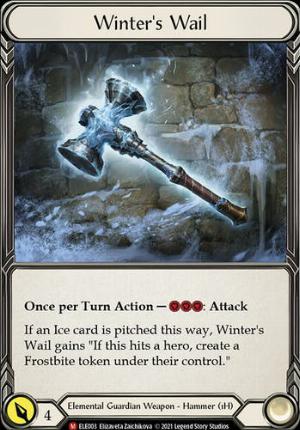 Winter's Wail
Once per Turn Action — : Attack
If an Ice card is pitched this way, Winter's
Wail gains "If this hits a hero, create a
Frostbite token under their control."
4
Elemental Guardian Weapon - Hammer (1H)
M ELE003 Elizaveta Zaichikova © 2021 Legend Story Studios